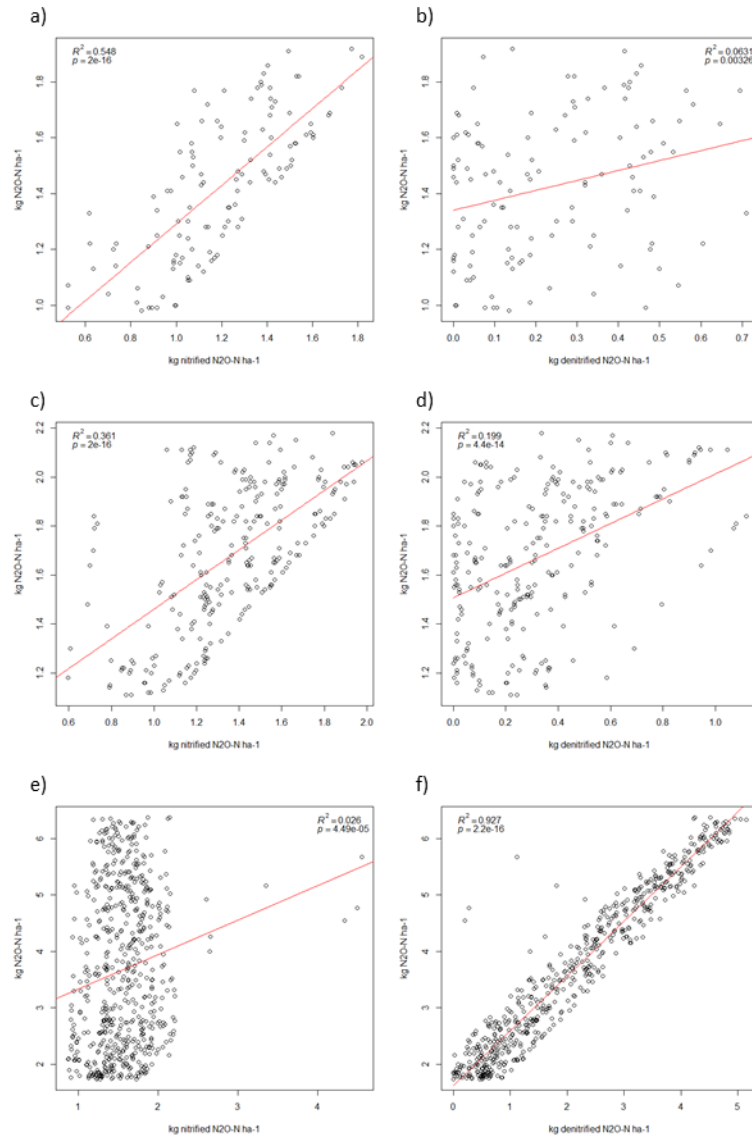 a)
R² = 0.548
p = 2e-16
kg N2O-N ha-1
1.0 1.2 1.4 1.6 1.8
0.6 0.8 1.0 1.2 1.4 1.6 1.8
kg nitrified N2O-N ha-1
b)
R² = 0.0631
p = 0.00326
kg N2O-N ha-1
1.0 1.2 1.4 1.6 1.8
0.0 0.1 0.2 0.3 0.4 0.5 0.6 0.7
kg denitrified N2O-N ha-1
c)
R² = 0.361
p = 2e-16
kg N2O-N ha-1
1.2 1.4 1.6 1.8 2.0 2.2
0.6 0.8 1.0 1.2 1.4 1.6 1.8 2.0
kg nitrified N2O-N ha-1
d)
R² = 0.199
p = 4.4e-14
kg N2O-N ha-1
1.2 1.4 1.6 1.8 2.0 2.2
0.0 0.2 0.4 0.6 0.8 1.0
kg denitrified N2O-N ha-1
e)
R² = 0.026
p = 4.49e-05
kg N2O-N ha-1
2 3 4 5 6
1 2 3 4
kg nitrified N2O-N ha-1
f)
R² = 0.927
p = 2.2e-16
kg N2O-N ha-1
2 3 4 5 6
0 1 2 3 4 5
kg denitrified N2O-N ha-1